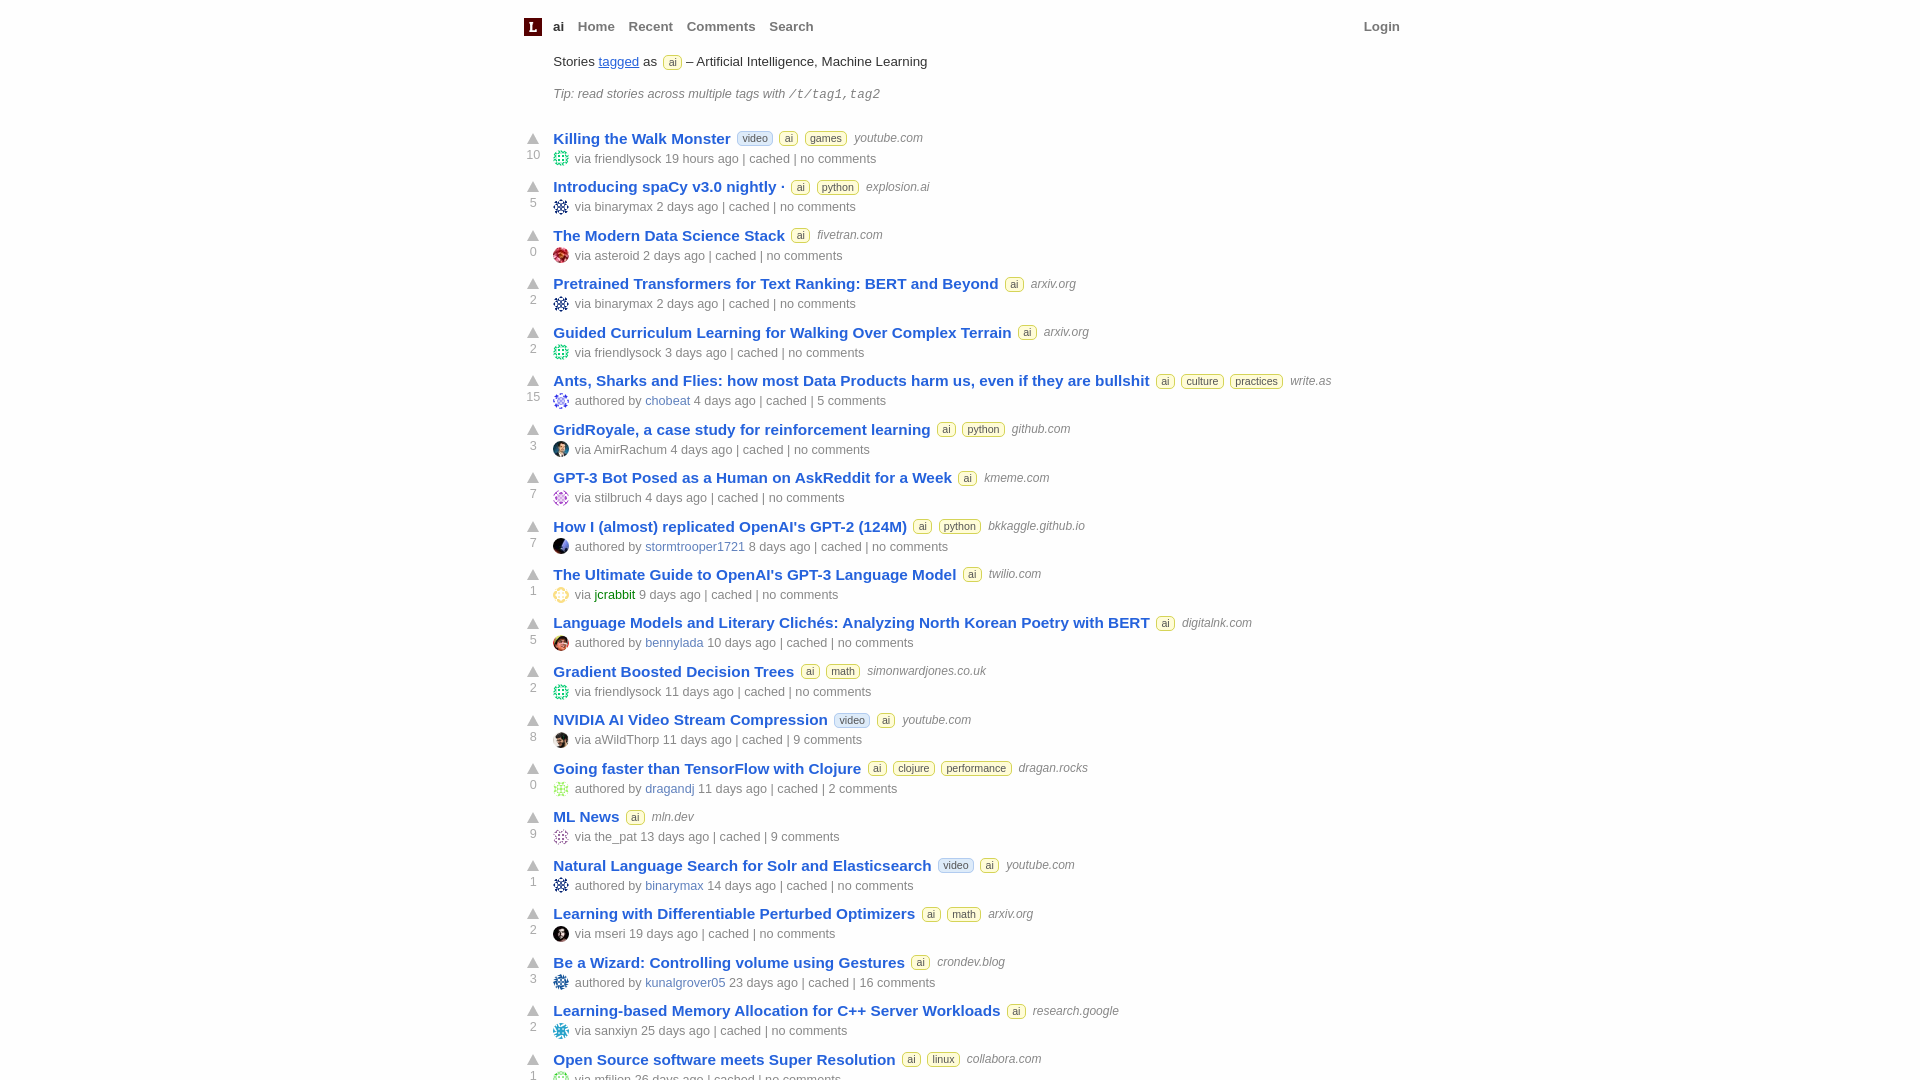 L ai Home Recent Comments Search Login
Stories tagged as ai – Artificial Intelligence, Machine Learning
Tip: read stories across multiple tags with /t/tag1,tag2
Killing the Walk Monster video ai games youtube.com
10 via friendlysock 19 hours ago | cached | no comments
Introducing spaCy v3.0 nightly · ai python explosion.ai
5 via binarymax 2 days ago | cached | no comments
The Modern Data Science Stack ai fivetran.com
0 via asteroid 2 days ago | cached | no comments
Pretrained Transformers for Text Ranking: BERT and Beyond ai arxiv.org
2 via binarymax 2 days ago | cached | no comments
Guided Curriculum Learning for Walking Over Complex Terrain ai arxiv.org
2 via friendlysock 3 days ago | cached | no comments
Ants, Sharks and Flies: how most Data Products harm us, even if they are bullshit ai culture practices write.as
15 authored by chobeat 4 days ago | cached | 5 comments
GridRoyale, a case study for reinforcement learning ai python github.com
3 via AmirRachum 4 days ago | cached | no comments
GPT-3 Bot Posed as a Human on AskReddit for a Week ai kmeme.com
7 via stilbruch 4 days ago | cached | no comments
How I (almost) replicated OpenAI's GPT-2 (124M) ai python bkkaggle.github.io
7 authored by stormtrooper1721 8 days ago | cached | no comments
The Ultimate Guide to OpenAI's GPT-3 Language Model ai twilio.com
1 via jcrabbit 9 days ago | cached | no comments
Language Models and Literary Clichés: Analyzing North Korean Poetry with BERT ai digitalnk.com
5 authored by bennylada 10 days ago | cached | no comments
Gradient Boosted Decision Trees ai math simonwardjones.co.uk
2 via friendlysock 11 days ago | cached | no comments
NVIDIA AI Video Stream Compression video ai youtube.com
8 via aWildThorp 11 days ago | cached | 9 comments
Going faster than TensorFlow with Clojure ai clojure performance dragan.rocks
0 authored by dragandj 11 days ago | cached | 2 comments
ML News ai mln.dev
9 via the_pat 13 days ago | cached | 9 comments
Natural Language Search for Solr and Elasticsearch video ai youtube.com
1 authored by binarymax 14 days ago | cached | no comments
Learning with Differentiable Perturbed Optimizers ai math arxiv.org
2 via mseri 19 days ago | cached | no comments
Be a Wizard: Controlling volume using Gestures ai crondev.blog
3 authored by kunalgrover05 23 days ago | cached | 16 comments
Learning-based Memory Allocation for C++ Server Workloads ai research.google
2 via sanxiyn 25 days ago | cached | no comments
Open Source software meets Super Resolution ai linux collabora.com
1 via mfilion 26 days ago | cached | no comments